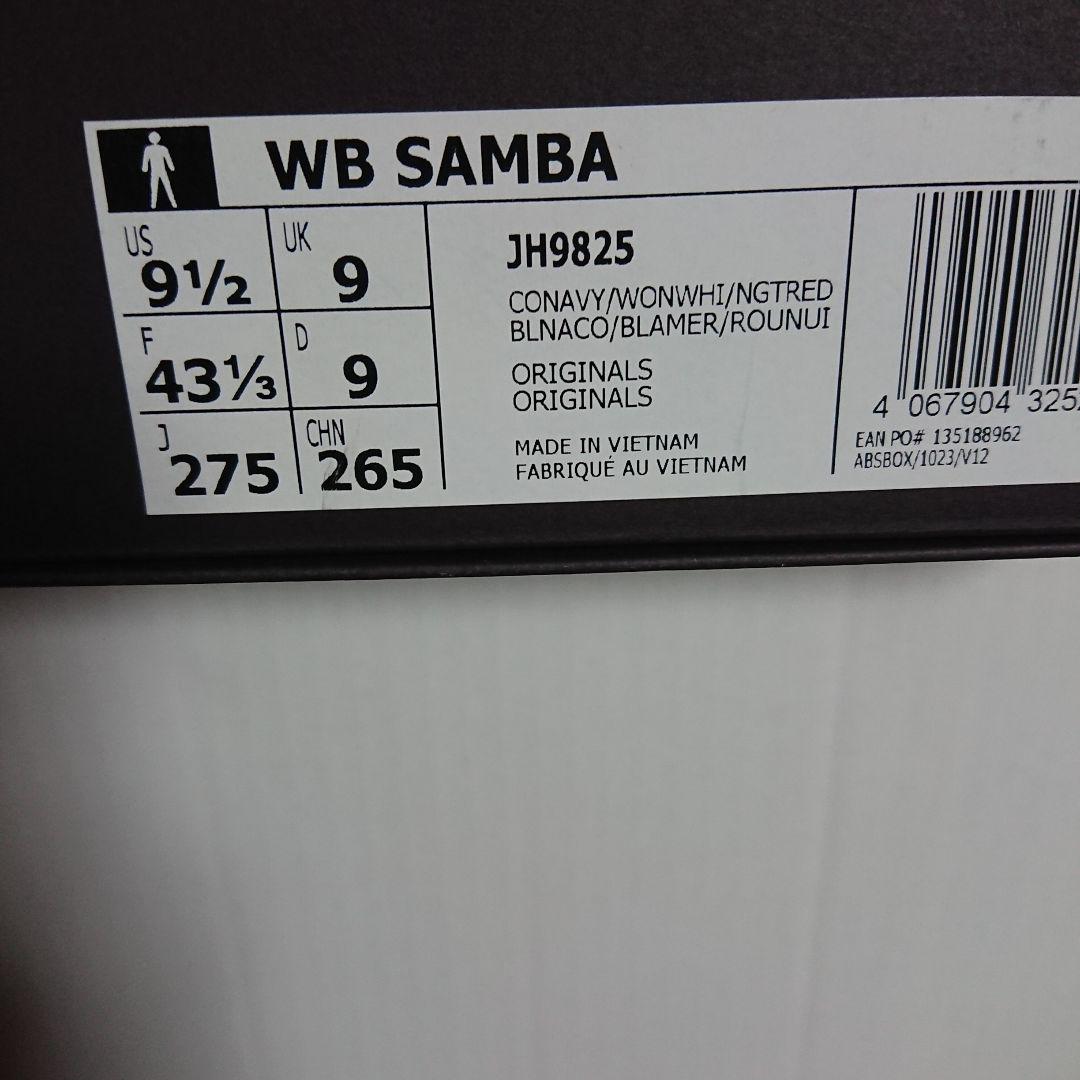 WB SAMBA
US 9½
UK 9
F 43⅓
D 9
J 275
CHN 265
JH9825
CONAVY/WONWHI/NGTRED
BLNACO/BLAMER/ROUNUI
ORIGINALS
ORIGINALS
MADE IN VIETNAM
FABRIQUÉ AU VIETNAM
4 067904 325
EAN PO# 135188962
ABSBOX/1023/V12